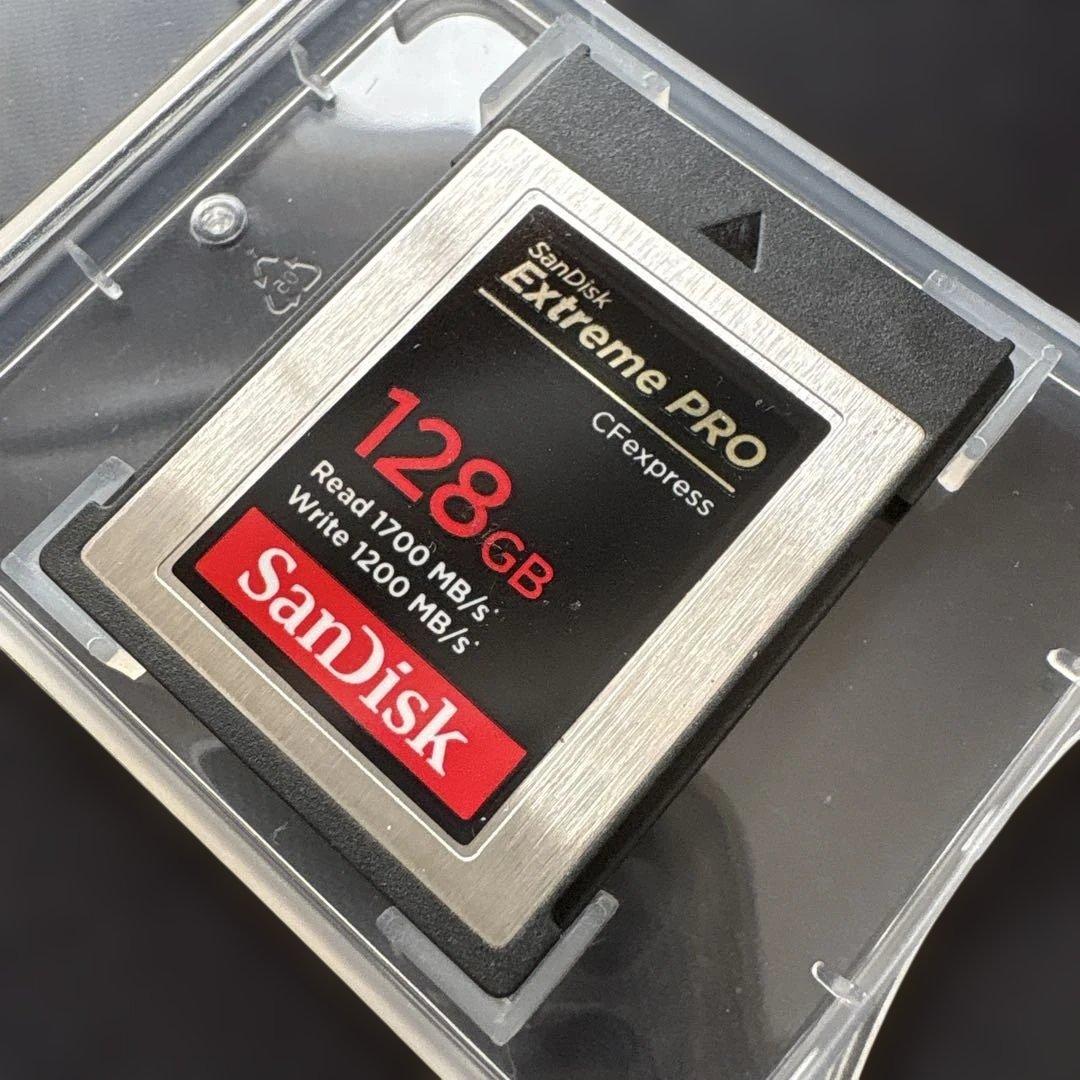 SanDisk
Extreme PRO
CFexpress
128GB
Read 1700 MB/s*
Write 1200 MB/s*
SanDisk